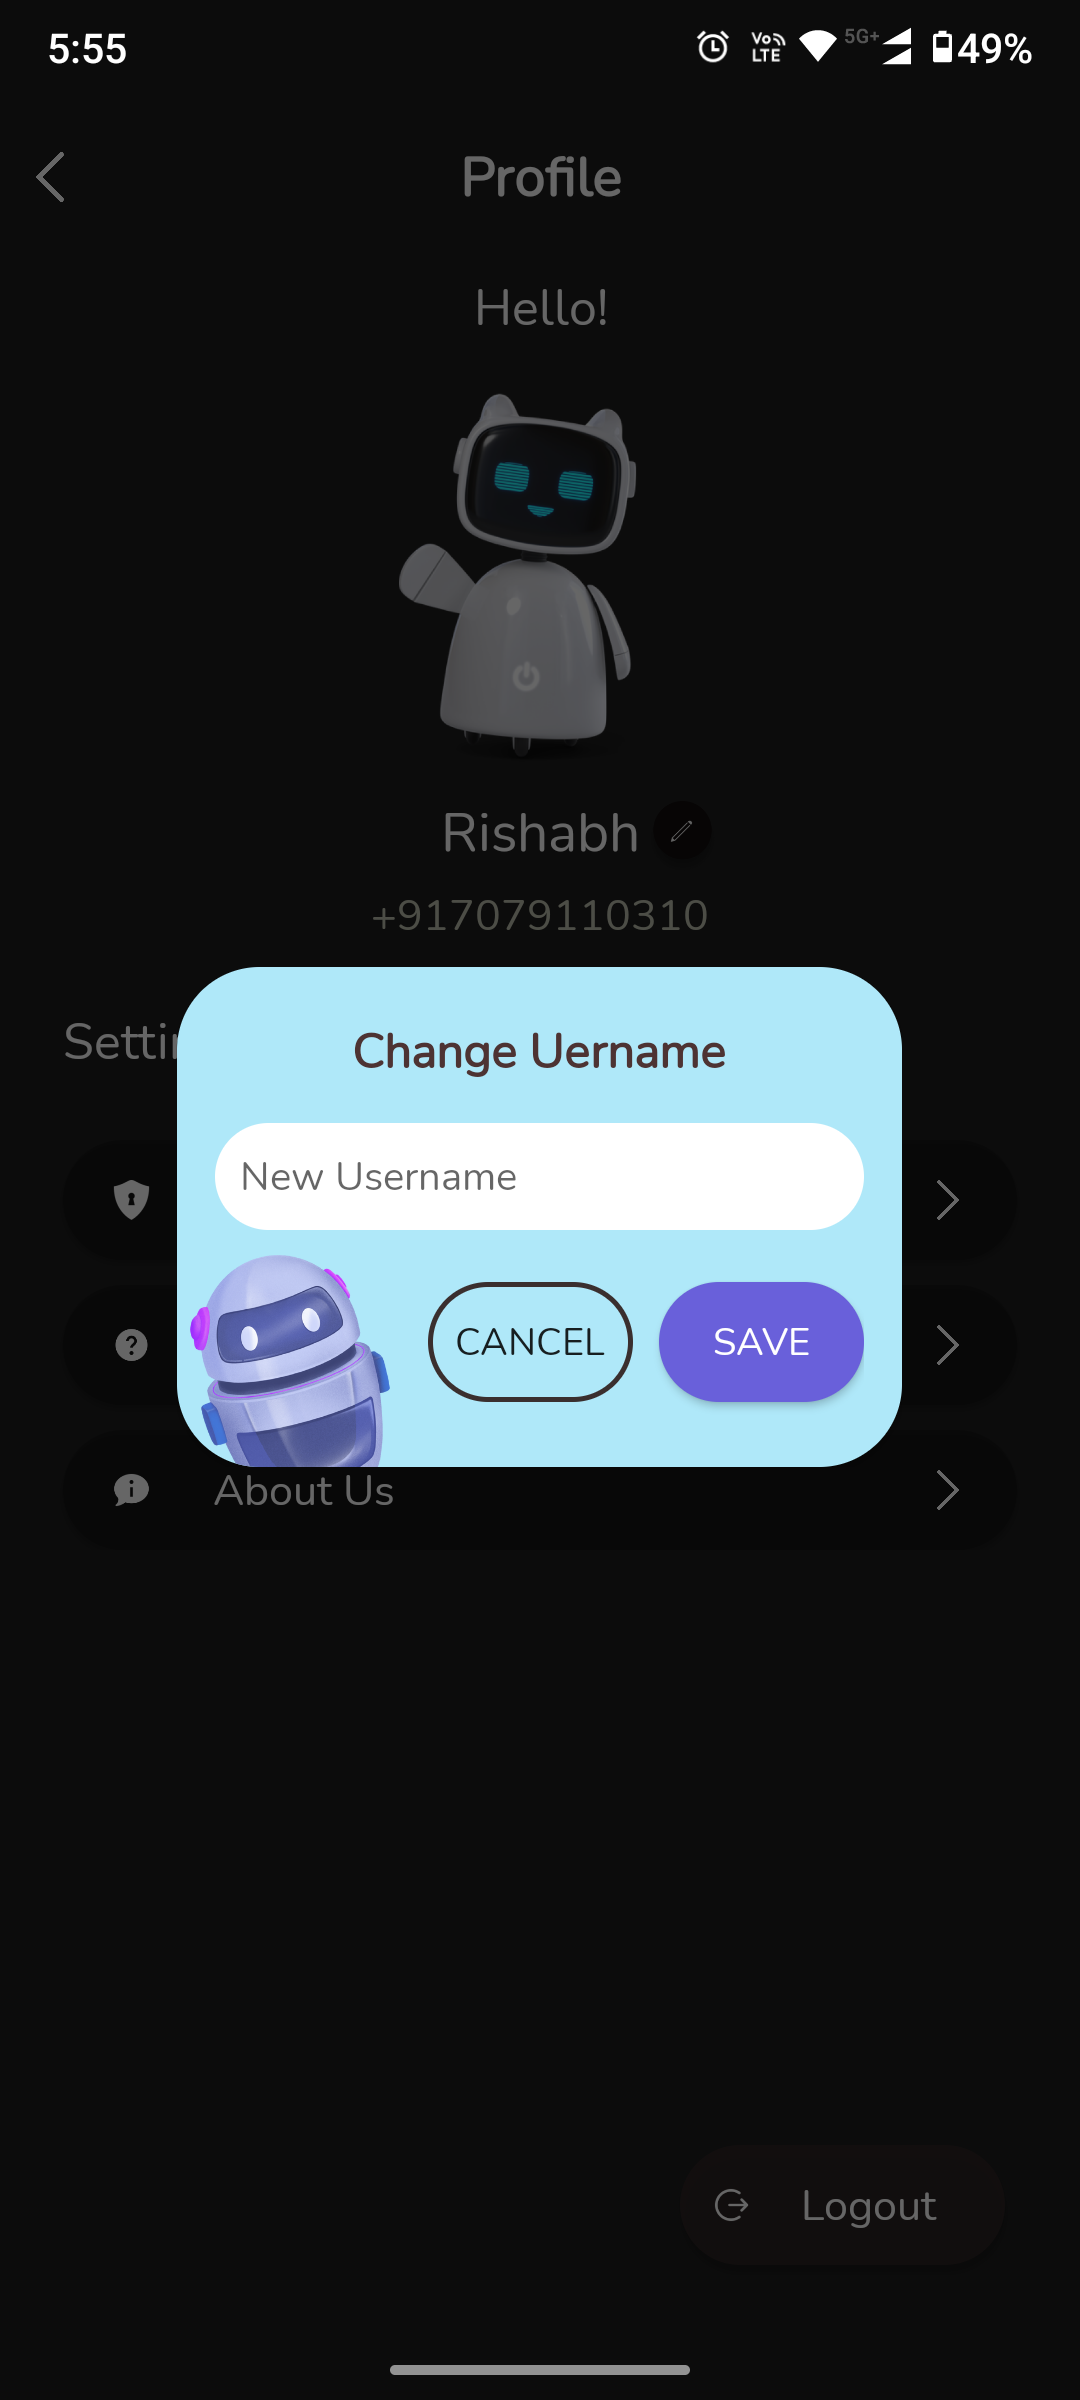 5:55 Vo LTE 5G+ 49%
Profile
Hello!
Rishabh
+917079110310
Settin
Change Uername
New Username
CANCEL SAVE
About Us
Logout